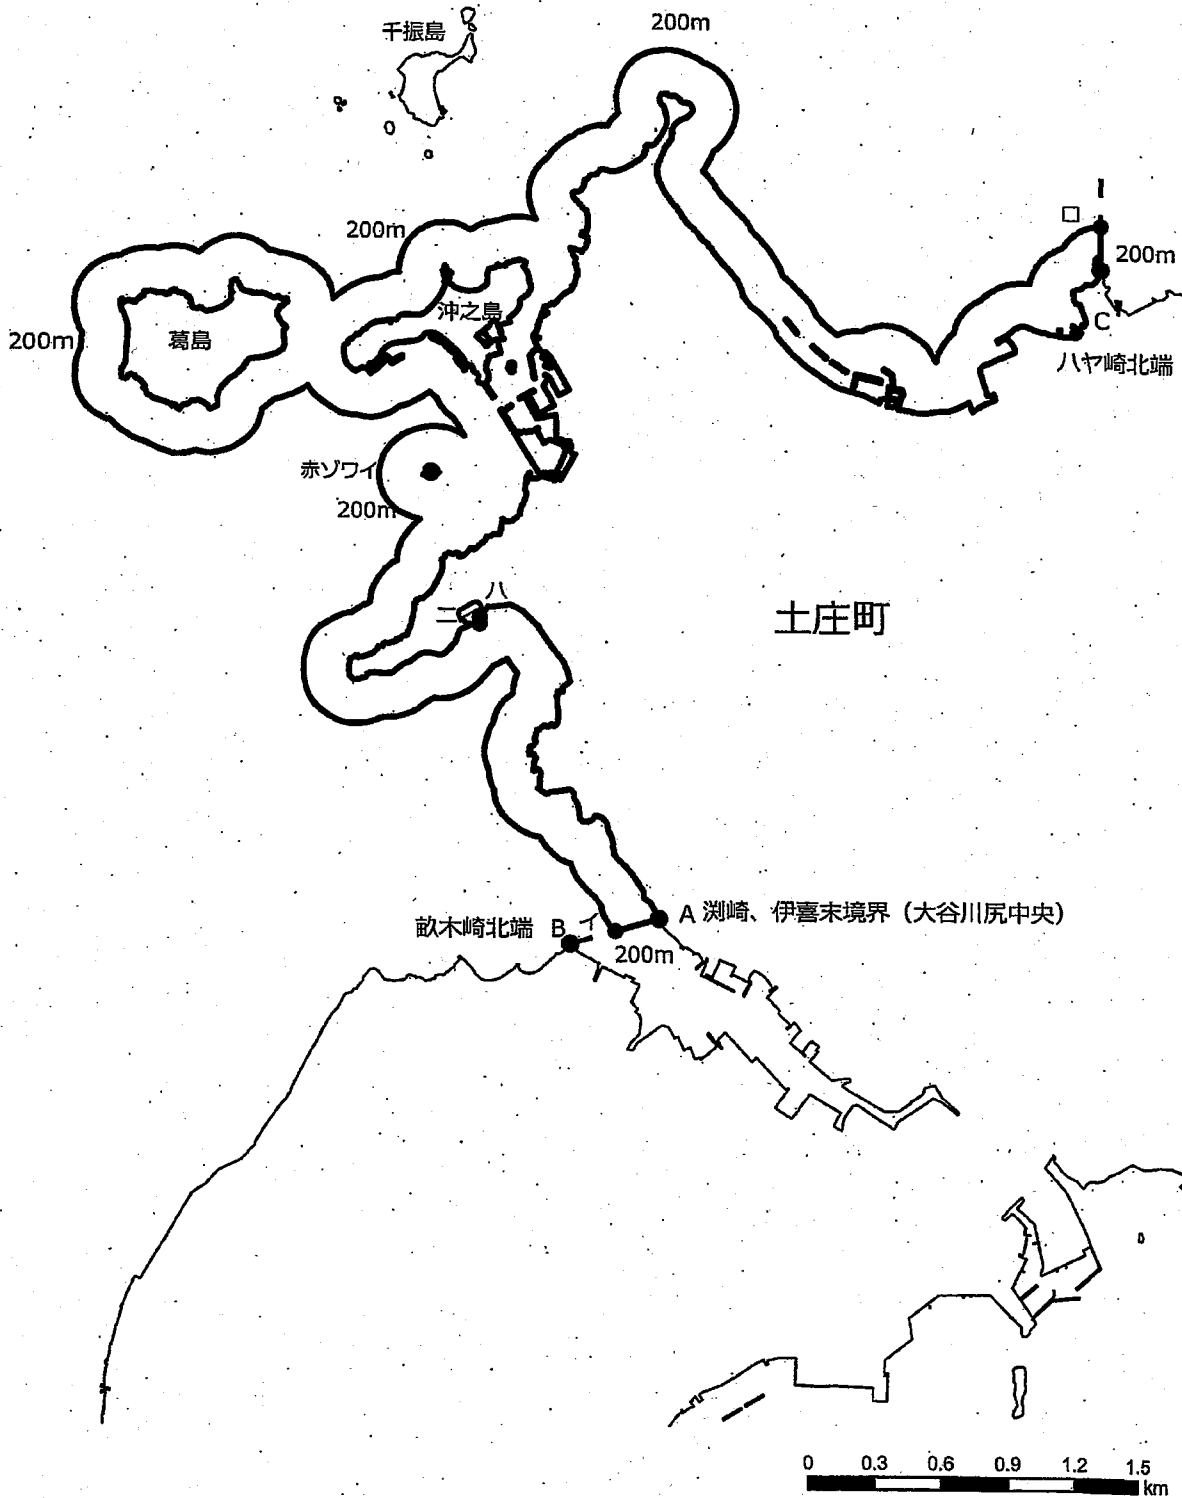 200m
千振島
ロ
200m
200m
沖之島
200m
葛島
C
ハヤ崎北端
赤ゾワイ
200m
ハ
ニ
土庄町
A 渕崎、伊喜末境界（大谷川尻中央）
畝木崎北端 B イ
200m
0 0.3 0.6 0.9 1.2 1.5
km